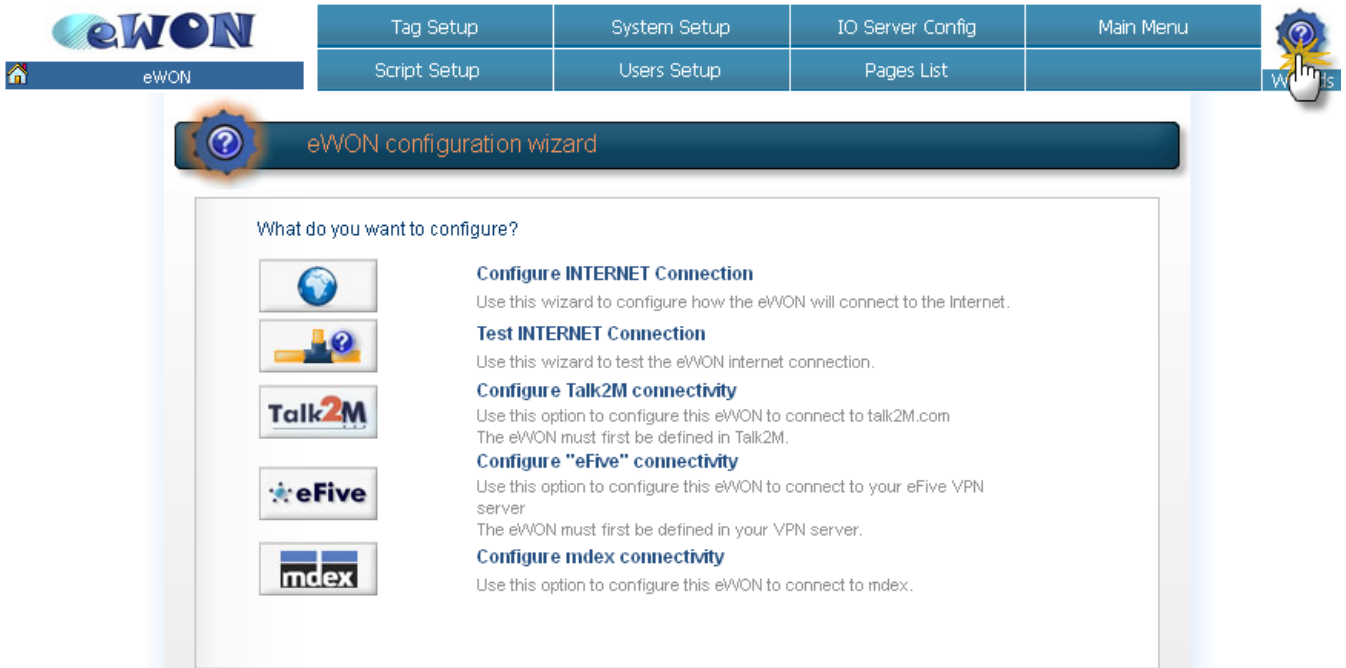 eWON
Tag Setup
System Setup
IO Server Config
Main Menu
eWON
Script Setup
Users Setup
Pages List
eWON configuration wizard
What do you want to configure?
Configure INTERNET Connection
Use this wizard to configure how the eWON will connect to the Internet.
Test INTERNET Connection
Use this wizard to test the eWON internet connection.
Talk2M
Configure Talk2M connectivity
Use this option to configure this eWON to connect to talk2M.com
The eWON must first be defined in Talk2M.
eFive
Configure "eFive" connectivity
Use this option to configure this eWON to connect to your eFive VPN
server
The eWON must first be defined in your VPN server.
mdex
Configure mdex connectivity
Use this option to configure this eWON to connect to mdex.